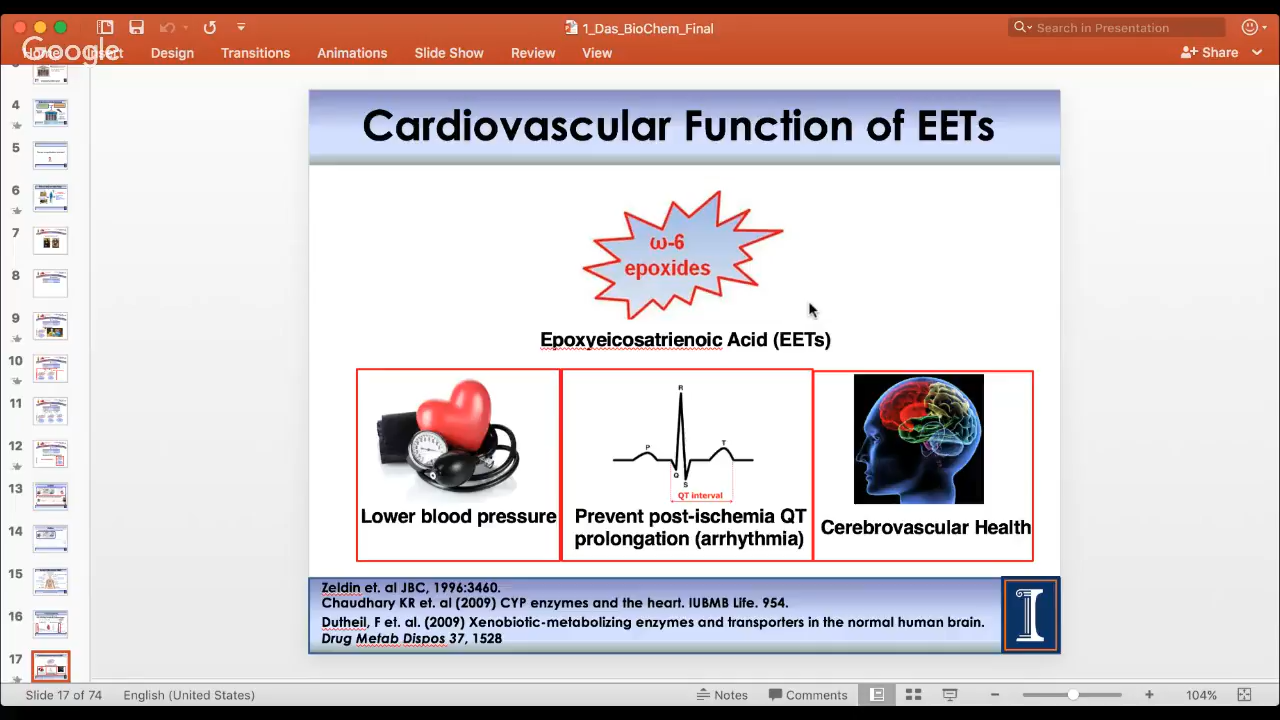 1_Das_BioChem_Final
Search in Presentation
Google
Home
Insert
Design
Transitions
Animations
Slide Show
Review
View
Share
4
5
6
7
8
9
10
11
12
13
14
15
16
17
Cardiovascular Function of EETs
ω-6
epoxides
Epoxyeicosatrienoic Acid (EETs)
R
P
T
Q
S
QT interval
Lower blood pressure
Prevent post-ischemia QT
prolongation (arrhythmia)
Cerebrovascular Health
Zeldin et. al JBC, 1996:3460.
Chaudhary KR et. al (2009) CYP enzymes and the heart. IUBMB Life. 954.
Dutheil, F et. al. (2009) Xenobiotic-metabolizing enzymes and transporters in the normal human brain.
Drug Metab Dispos 37, 1528
I
Slide 17 of 74
English (United States)
Notes
Comments
104%